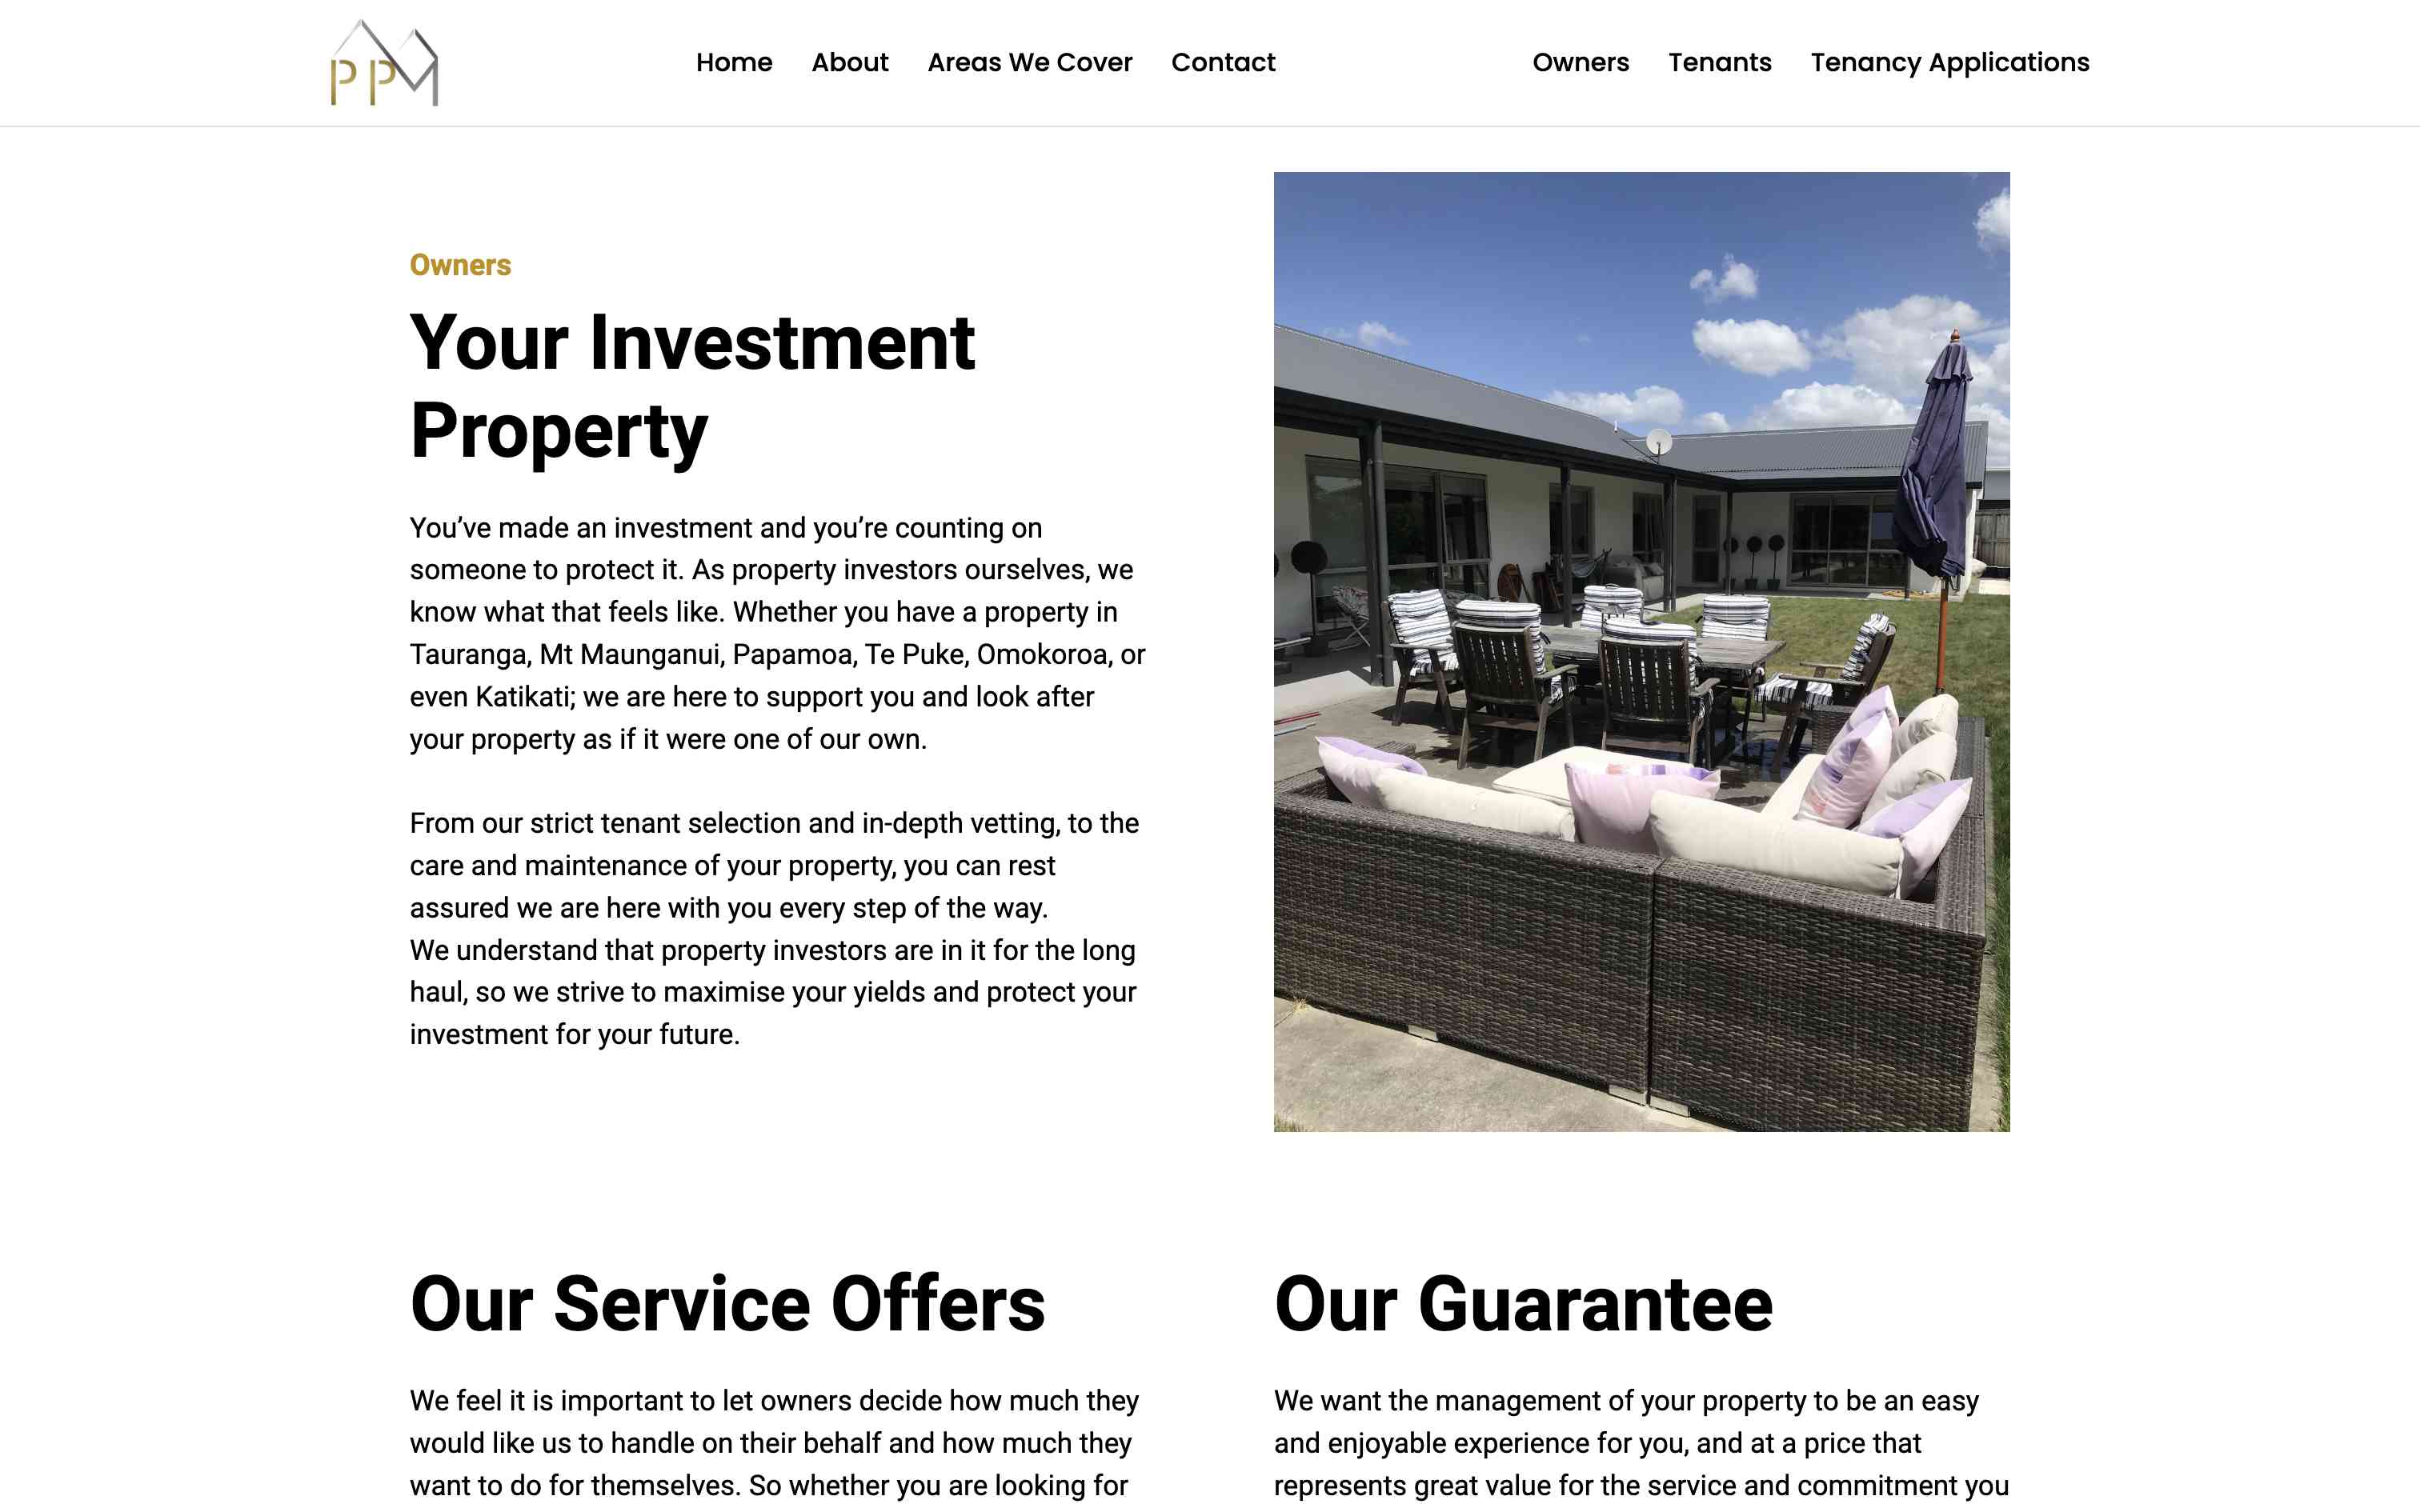 PPM
Home
About
Areas We Cover
Contact
Owners
Tenants
Tenancy Applications
Owners
Your Investment
Property
You’ve made an investment and you’re counting on
someone to protect it. As property investors ourselves, we
know what that feels like. Whether you have a property in
Tauranga, Mt Maunganui, Papamoa, Te Puke, Omokoroa, or
even Katikati; we are here to support you and look after
your property as if it were one of our own.
From our strict tenant selection and in-depth vetting, to the
care and maintenance of your property, you can rest
assured we are here with you every step of the way.
We understand that property investors are in it for the long
haul, so we strive to maximise your yields and protect your
investment for your future.
Our Service Offers
We feel it is important to let owners decide how much they
would like us to handle on their behalf and how much they
want to do for themselves. So whether you are looking for
Our Guarantee
We want the management of your property to be an easy
and enjoyable experience for you, and at a price that
represents great value for the service and commitment you